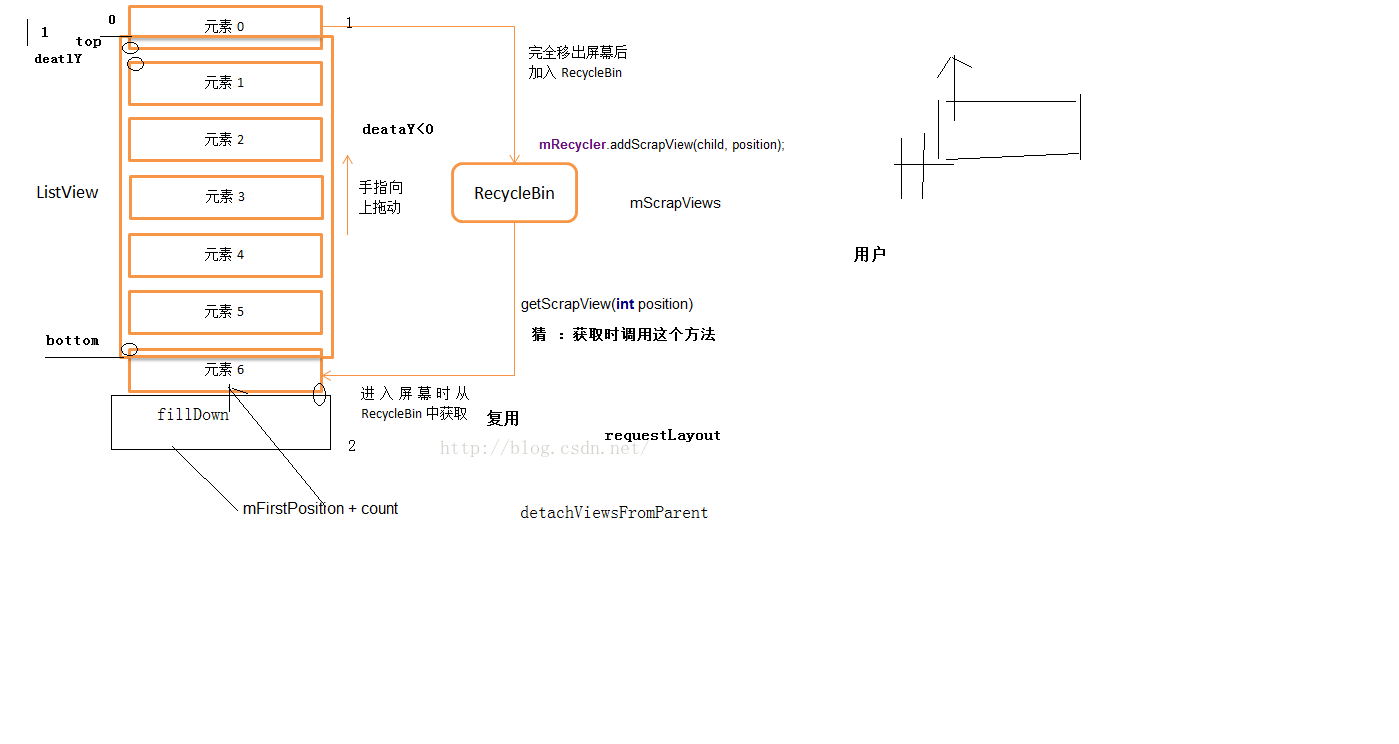 0
1
1
top
deatlY
元素 0
元素 1
元素 2
元素 3
元素 4
元素 5
元素 6
ListView
bottom
deataY<0
手指向
上拖动
完全移出屏幕后
加入 RecycleBin
mRecycler.addScrapView(child, position);
RecycleBin
mScrapViews
用户
getScrapView(int position)
猜 ：获取时调用这个方法
进入屏幕时从
RecycleBin 中获取
复用
requestLayout
fillDown
2
http://blog.csdn.net/
mFirstPosition + count
detachViewsFromParent